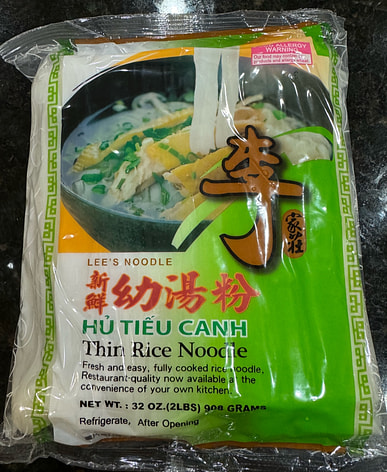 ALLERGY
WARNING
李
家莊
LEE'S NOODLE
新鮮
幼湯粉
HỦ TIẾU CANH
Thin Rice Noodle
Fresh and easy, fully cooked rice noodle,
Restaurant-quality now available at the
convenience of your own kitchen.
NET WT. : 32 OZ.(2LBS) 908 GRAMS
Refrigerate, After Opening